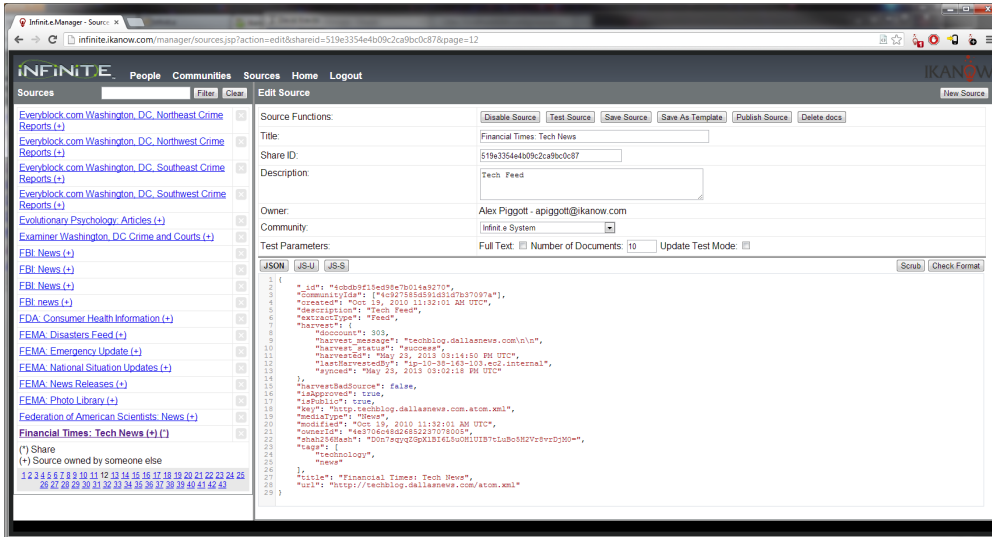 Infinit.e.Manager - Source
infinite.ikanow.com/manager/sources.jsp?action=edit&shareid=519e3354e4b09c2ca9bc0c87&page=12
INFINIT.E
People Communities Sources Home Logout
IKANOW
Sources Filter Clear
Edit Source
New Source
Everyblock.com Washington, DC, Northeast Crime
Reports (+)
Everyblock.com Washington, DC, Northwest Crime
Reports (+)
Everyblock.com Washington, DC, Southeast Crime
Reports (+)
Everyblock.com Washington, DC, Southwest Crime
Reports (+)
Evolutionary Psychology: Articles (+)
Examiner Washington, DC Crime and Courts (+)
FBI: News (+)
FBI: News (+)
FBI: News (+)
FBI: news (+)
FDA: Consumer Health Information (+)
FEMA: Disasters Feed (+)
FEMA: Emergency Update (+)
FEMA: National Situation Updates (+)
FEMA: News Releases (+)
FEMA: Photo Library (+)
Federation of American Scientists: News (+)
Financial Times: Tech News (+) (*)
(*) Share
(+) Source owned by someone else
1 2 3 4 5 6 7 8 9 10 11 12 13 14 15 16 17 18 19 20 21 22 23 24 25
26 27 28 29 30 31 32 33 34 35 36 37 38 39 40 41 42 43
Source Functions: Disable Source Test Source Save Source Save As Template Publish Source Delete docs
Title: Financial Times: Tech News
Share ID: 519e3354e4b09c2ca9bc0c87
Description: Tech Feed
Owner: Alex Piggott - apiggott@ikanow.com
Community: Infinit.e System
Test Parameters: Full Text: Number of Documents: 10 Update Test Mode:
JSON JS-U JS-S Scrub Check Format
1 {
2 "_id": "4cbdb9f15ed98e7b014a9270",
3 "communityIds": ["4c927585d591d31d7b37097a"],
4 "created": "Oct 19, 2010 11:32:01 AM UTC",
5 "description": "Tech Feed",
6 "extractType": "Feed",
7 "harvest": {
8 "doccount": 303,
9 "harvest_message": "techblog.dallasnews.com\n\n",
10 "harvest_status": "success",
11 "harvested": "May 23, 2013 03:14:50 PM UTC",
12 "lastHarvestedBy": "ip-10-38-163-103.ec2.internal",
13 "synced": "May 23, 2013 03:02:18 PM UTC"
14 },
15 "harvestBadSource": false,
16 "isApproved": true,
17 "isPublic": true,
18 "key": "http.techblog.dallasnews.com.atom.xml",
19 "mediaType": "News",
20 "modified": "Oct 19, 2010 11:32:01 AM UTC",
21 "ownerId": "4e3706c48d26852237078005",
22 "shah256Hash":
23 "tags": [
24 "technology",
25 "news"
26 ],
27 "title": "Financial Times: Tech News",
28 "url": "http://techblog.dallasnews.com/atom.xml"
29 }